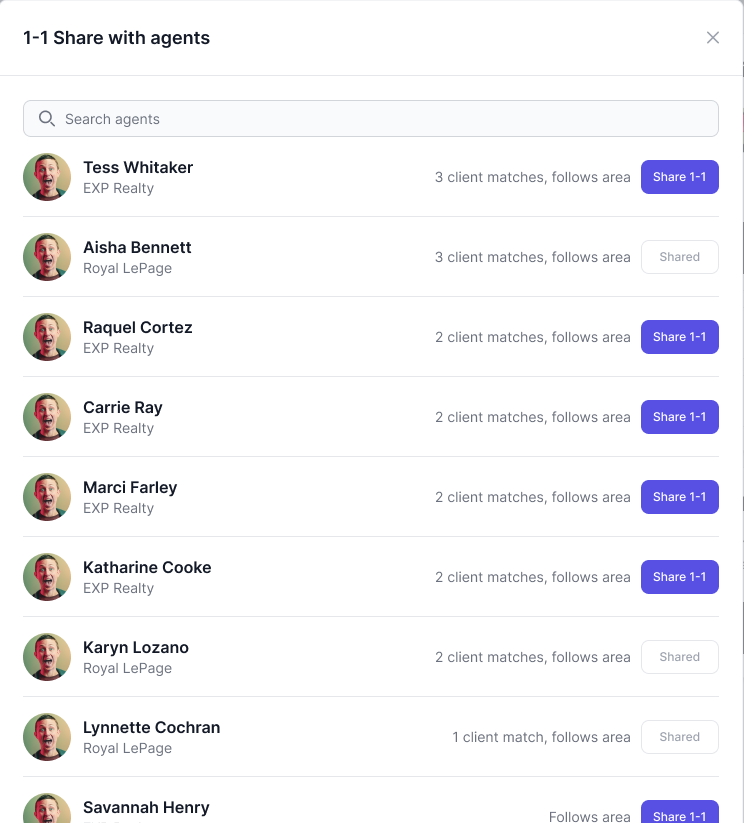 1-1 Share with agents
Search agents
Tess Whitaker
EXP Realty
3 client matches, follows area
Share 1-1
Aisha Bennett
Royal LePage
3 client matches, follows area
Shared
Raquel Cortez
EXP Realty
2 client matches, follows area
Share 1-1
Carrie Ray
EXP Realty
2 client matches, follows area
Share 1-1
Marci Farley
EXP Realty
2 client matches, follows area
Share 1-1
Katharine Cooke
EXP Realty
2 client matches, follows area
Share 1-1
Karyn Lozano
Royal LePage
2 client matches, follows area
Shared
Lynnette Cochran
Royal LePage
1 client match, follows area
Shared
Savannah Henry
Follows area
Share 1-1